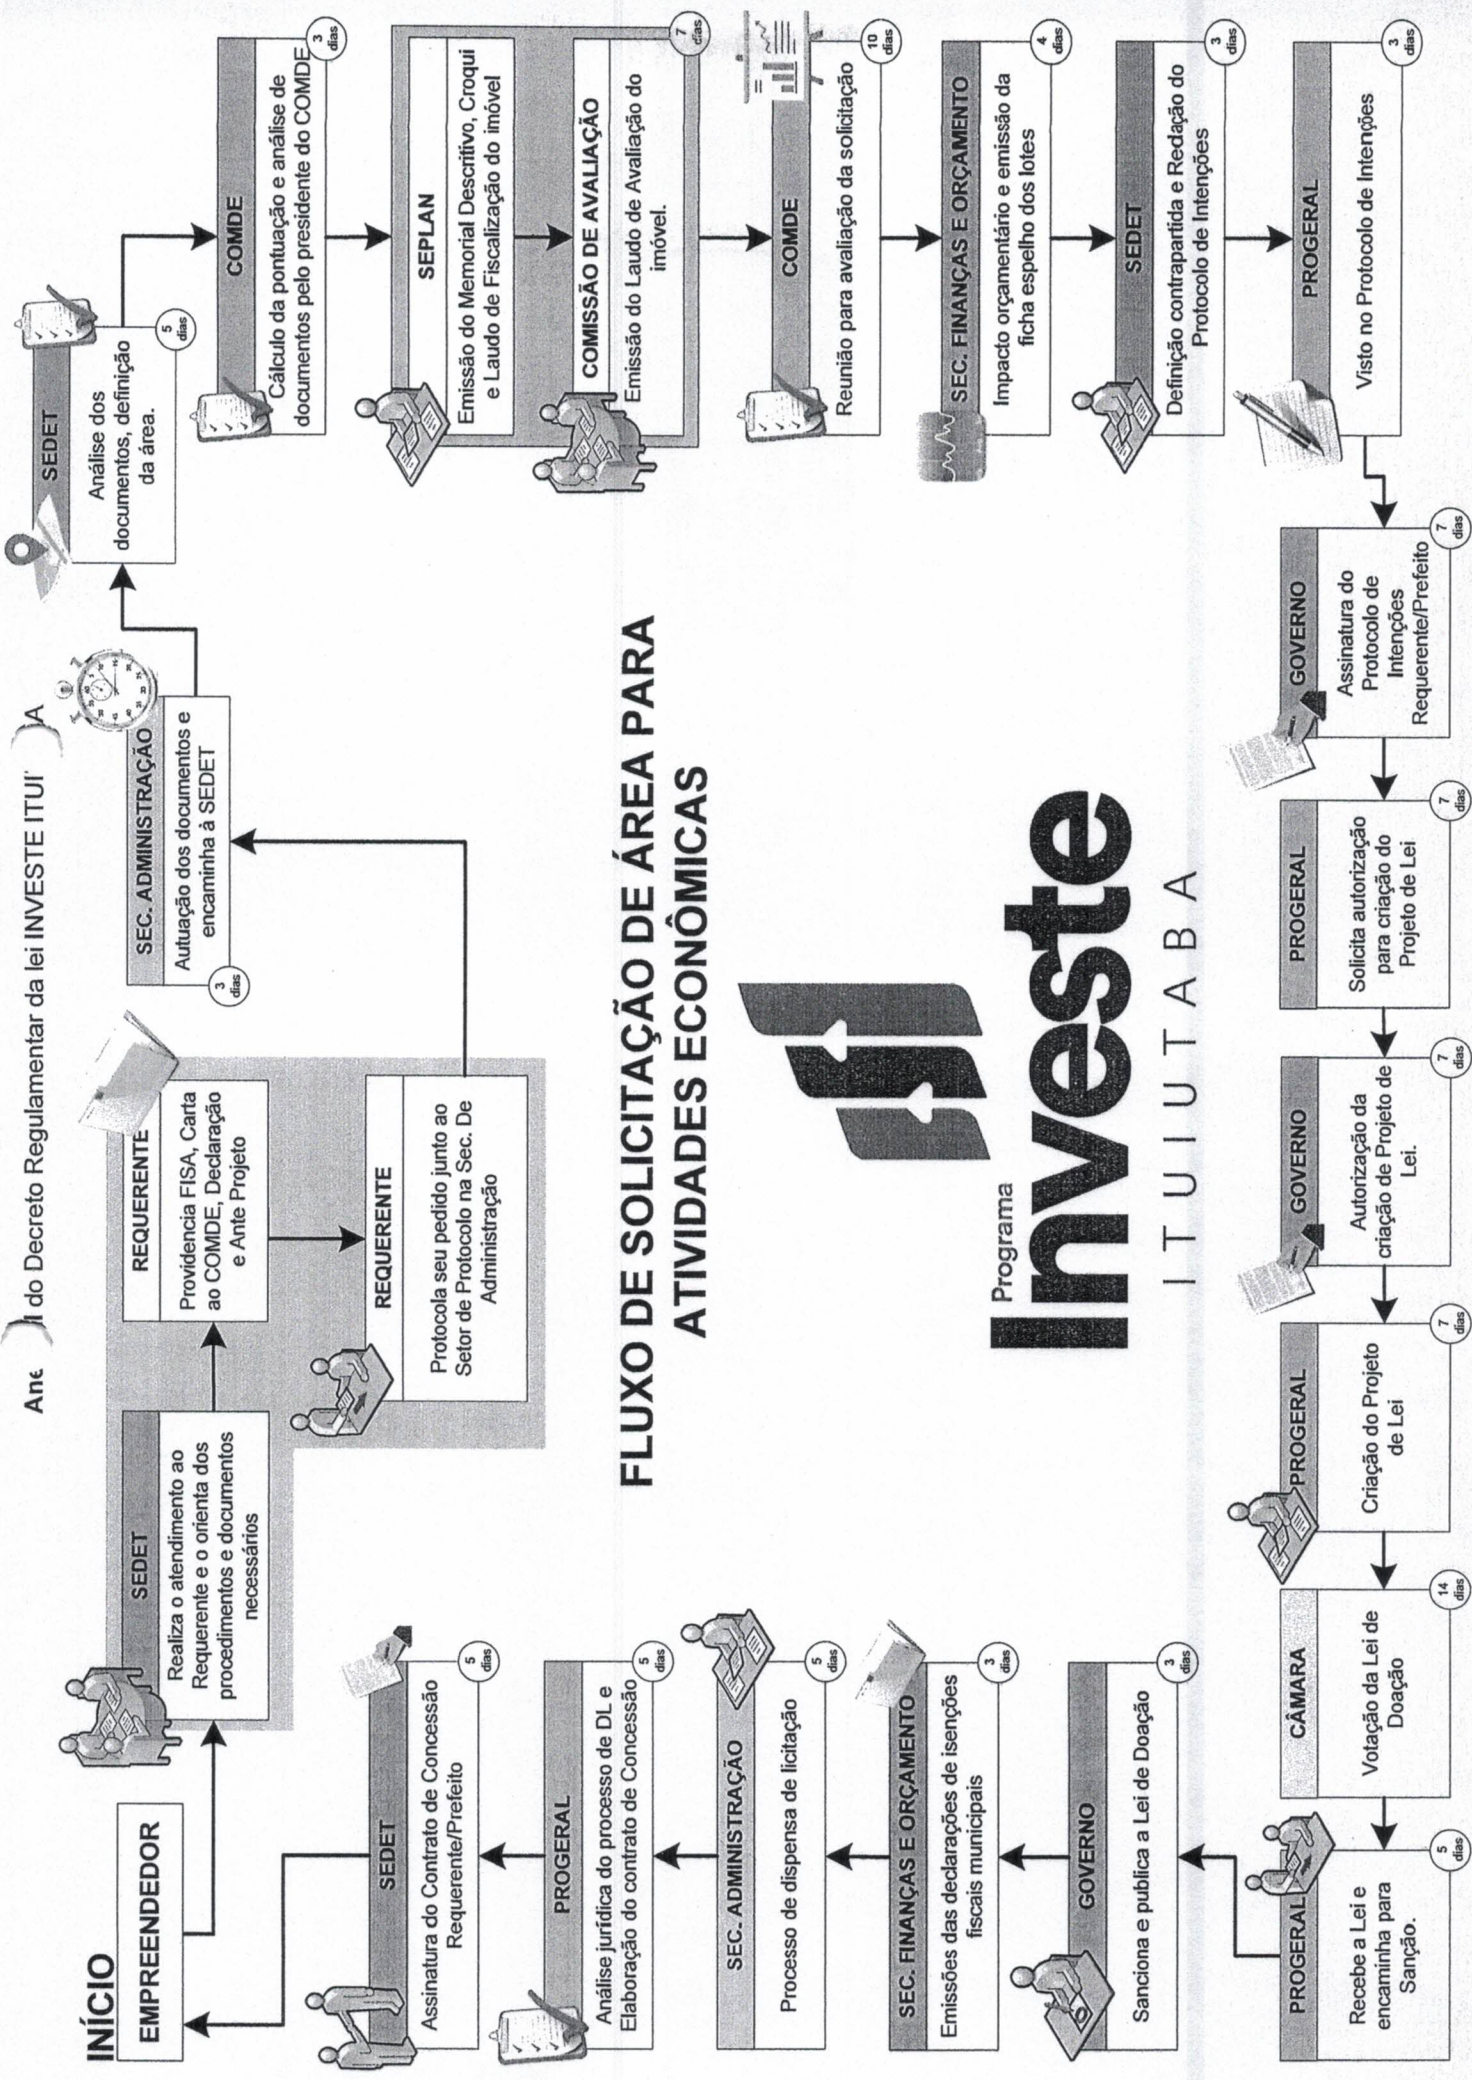 Ane
I do Decreto Regulamentar da lei INVESTE ITUI
A
INÍCIO
EMPREENDEDOR
SEDET
Realiza o atendimento ao
Requerente e o orienta dos
procedimentos e documentos
necessários
REQUERENTE
Providencia FISA, Carta
ao COMDE, Declaração
e Ante Projeto
REQUERENTE
Protocola seu pedido junto ao
Setor de Protocolo na Sec. De
Administração
SEC. ADMINISTRAÇÃO
Autuação dos documentos e
encaminha à SEDET
3
dias
SEDET
Análise dos
documentos, definição
da área.
5
dias
COMDE
Cálculo da pontuação e análise de
documentos pelo presidente do COMDE
3
dias
SEPLAN
Emissão do Memorial Descritivo, Croqui
e Laudo de Fiscalização do imóvel
COMISSÃO DE AVALIAÇÃO
Emissão do Laudo de Avaliação do
imóvel.
7
dias
COMDE
Reunião para avaliação da solicitação
10
dias
SEC. FINANÇAS E ORÇAMENTO
Impacto orçamentário e emissão da
ficha espelho dos lotes
4
dias
SEDET
Definição contrapartida e Redação do
Protocolo de Intenções
3
dias
PROGERAL
Visto no Protocolo de Intenções
3
dias
GOVERNO
Assinatura do
Protocolo de
Intenções
Requerente/Prefeito
7
dias
PROGERAL
Solicita autorização
para criação do
Projeto de Lei
7
dias
GOVERNO
Autorização da
criação de Projeto de
Lei.
7
dias
PROGERAL
Criação do Projeto
de Lei
7
dias
CÂMARA
Votação da Lei de
Doação
14
dias
PROGERAL
Recebe a Lei e
encaminha para
Sanção.
5
dias
GOVERNO
Sanciona e publica a Lei de Doação
3
dias
SEC. FINANÇAS E ORÇAMENTO
Emissões das declarações de isenções
fiscais municipais
3
dias
SEC. ADMINISTRAÇÃO
Processo de dispensa de licitação
5
dias
PROGERAL
Análise jurídica do processo de DL e
Elaboração do contrato de Concessão
5
dias
SEDET
Assinatura do Contrato de Concessão
Requerente/Prefeito
5
dias
FLUXO DE SOLICITAÇÃO DE ÁREA PARA
ATIVIDADES ECONÔMICAS
Programa
Investe
ITUIUTABA